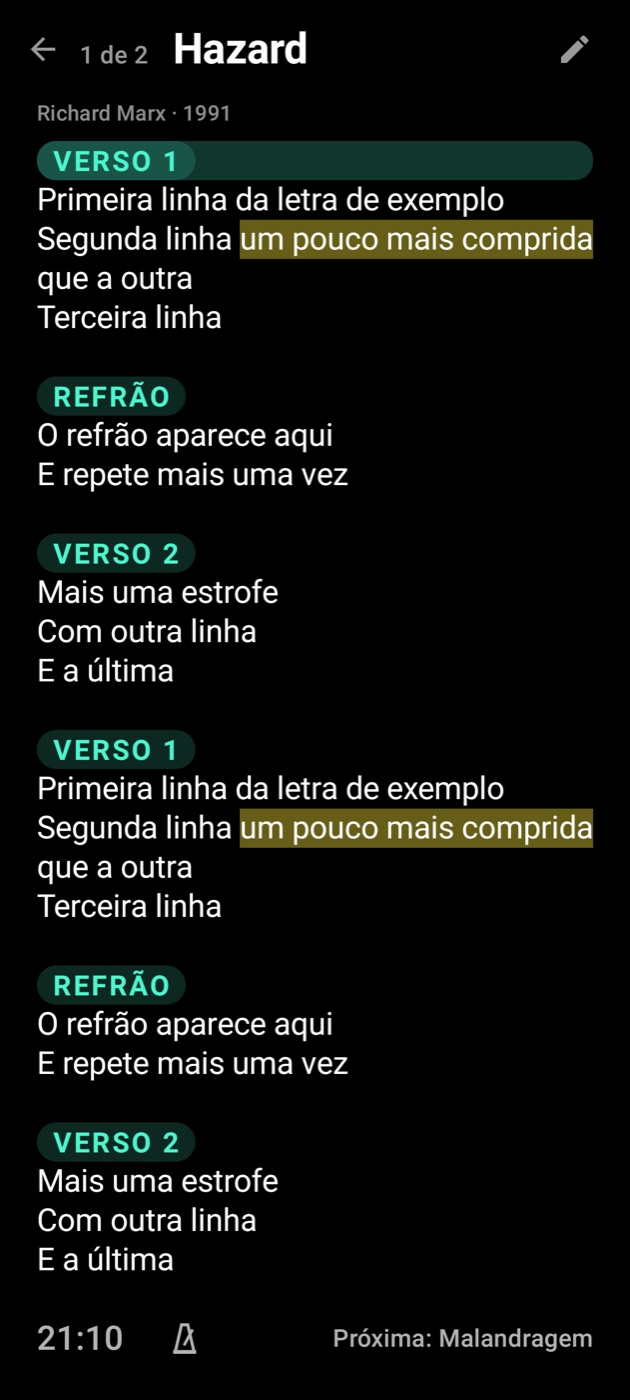 1 de 2 Hazard
Richard Marx · 1991
VERSO 1
Primeira linha da letra de exemplo
Segunda linha um pouco mais comprida
que a outra
Terceira linha
REFRÃO
O refrão aparece aqui
E repete mais uma vez
VERSO 2
Mais uma estrofe
Com outra linha
E a última
VERSO 1
Primeira linha da letra de exemplo
Segunda linha um pouco mais comprida
que a outra
Terceira linha
REFRÃO
O refrão aparece aqui
E repete mais uma vez
VERSO 2
Mais uma estrofe
Com outra linha
E a última
21:10 Próxima: Malandragem